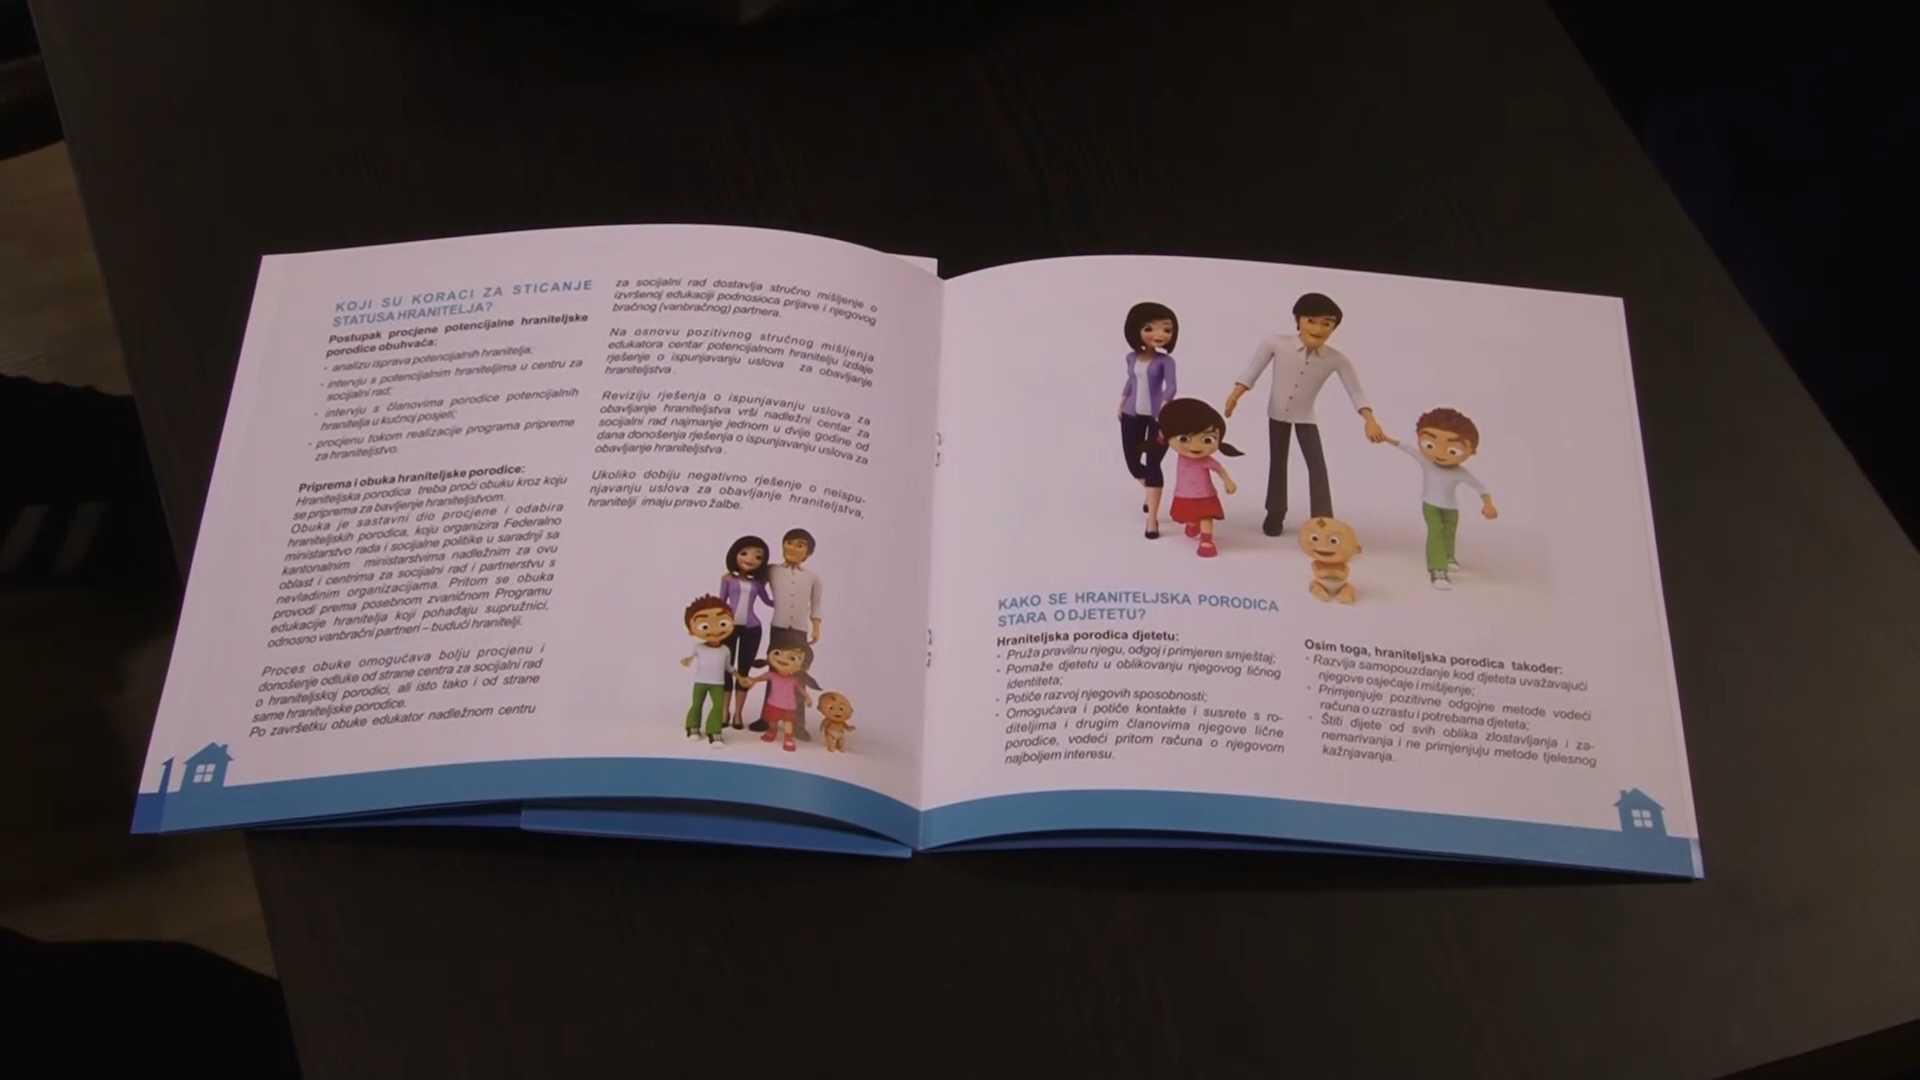 KOJI SU KORACI ZA STICANJE
STATUSA HRANITELJA?
Postupak procjene potencijalne hraniteljske
porodice obuhvaća:
- analizu isprava potencijalnih hranitelja;
- intervju s potencijalnim hraniteljima u centru za
socijalni rad;
- intervju s članovima porodice potencijalnih
hranitelja u kućnoj posjeti;
- procjenu tokom realizacije programa pripreme
za hraniteljstvo.
Priprema i obuka hraniteljske porodice:
Hraniteljska porodica treba proći obuku kroz koju
se priprema za bavljenje hraniteljstvom.
Obuka je sastavni dio procjene i odabira
hraniteljskih porodica, koju organizira Federalno
ministarstvo rada i socijalne politike u saradnji sa
kantonalnim ministarstvima nadležnim za ovu
oblast i centrima za socijalni rad i partnerstvu s
nevladinim organizacijama. Pritom se obuka
provodi prema posebnom zvaničnom Programu
edukacije hranitelja koji pohađaju supružnici,
odnosno vanbračni partneri – budući hranitelji.
Proces obuke omogućava bolju procjenu i
donošenje odluke od strane centra za socijalni rad
o hraniteljskoj porodici, ali isto tako i od strane
same hraniteljske porodice.
Po završetku obuke edukator nadležnom centru
za socijalni rad dostavlja stručno mišljenje o
izvršenoj edukaciji podnosioca prijave i njegovog
bračnog (vanbračnog) partnera.
Na osnovu pozitivnog stručnog mišljenja
edukatora centar potencijalnom hranitelju izdaje
rješenje o ispunjavanju uslova za obavljanje
hraniteljstva.
Reviziju rješenja o ispunjavanju uslova za
obavljanje hraniteljstva vrši nadležni centar za
socijalni rad najmanje jednom u dvije godine od
dana donošenja rješenja o ispunjavanju uslova za
obavljanje hraniteljstva.
Ukoliko dobiju negativno rješenje o neispu-
njavanju uslova za obavljanje hraniteljstva,
hranitelji imaju pravo žalbe.
KAKO SE HRANITELJSKA PORODICA
STARA O DJETETU?
Hraniteljska porodica djetetu:
- Pruža pravilnu njegu, odgoj i primjeren smještaj;
- Pomaže djetetu u oblikovanju njegovog ličnog
identiteta;
- Potiče razvoj njegovih sposobnosti;
- Omogućava i potiče kontakte i susrete s ro-
diteljima i drugim članovima njegove lične
porodice, vodeći pritom računa o njegovom
najboljem interesu.
Osim toga, hraniteljska porodica također:
- Razvija samopouzdanje kod djeteta uvažavajući
njegove osjećaje i mišljenje;
- Primjenjuje pozitivne odgojne metode vodeći
računa o uzrastu i potrebama djeteta;
- Štiti dijete od svih oblika zlostavljanja i za-
nemarivanja i ne primjenjuju metode tjelesnog
kažnjavanja.